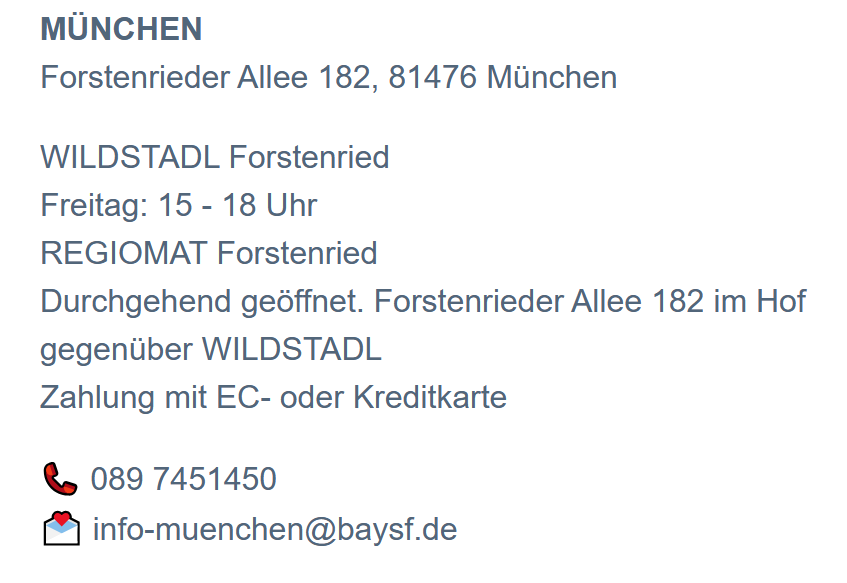 MÜNCHEN
Forstenrieder Allee 182, 81476 München
WILDSTADL Forstenried
Freitag: 15 - 18 Uhr
REGIOMAT Forstenried
Durchgehend geöffnet. Forstenrieder Allee 182 im Hof
gegenüber WILDSTADL
Zahlung mit EC- oder Kreditkarte
089 7451450
info-muenchen@baysf.de